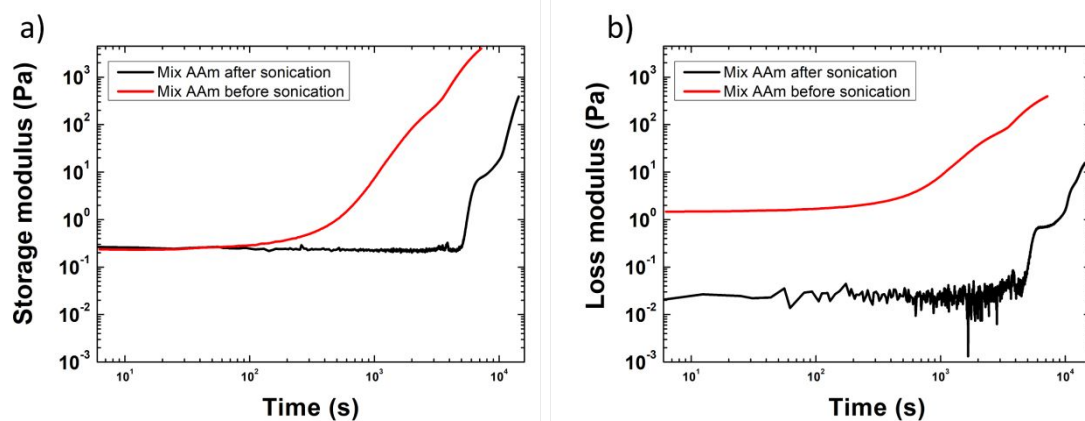 a)
Storage modulus (Pa)
10³
10²
10¹
10⁰
10⁻¹
10⁻²
10⁻³
Mix AAm after sonication
Mix AAm before sonication
10¹
10²
10³
10⁴
Time (s)
b)
Loss modulus (Pa)
10³
10²
10¹
10⁰
10⁻¹
10⁻²
10⁻³
Mix AAm after sonication
Mix AAm before sonication
10¹
10²
10³
10⁴
Time (s)